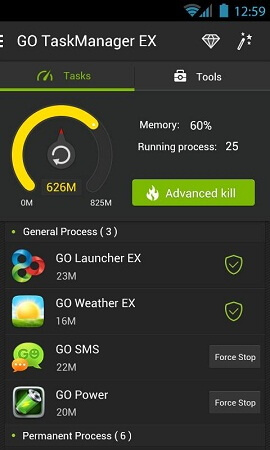 12:59
GO TaskManager EX
Tasks
Tools
626M
0M
825M
Memory: 60%
Running process: 25
Advanced kill
General Process ( 3 )
GO Launcher EX
23M
GO Weather EX
16M
GO SMS
22M
Force Stop
GO Power
20M
Force Stop
Permanent Process ( 6 )